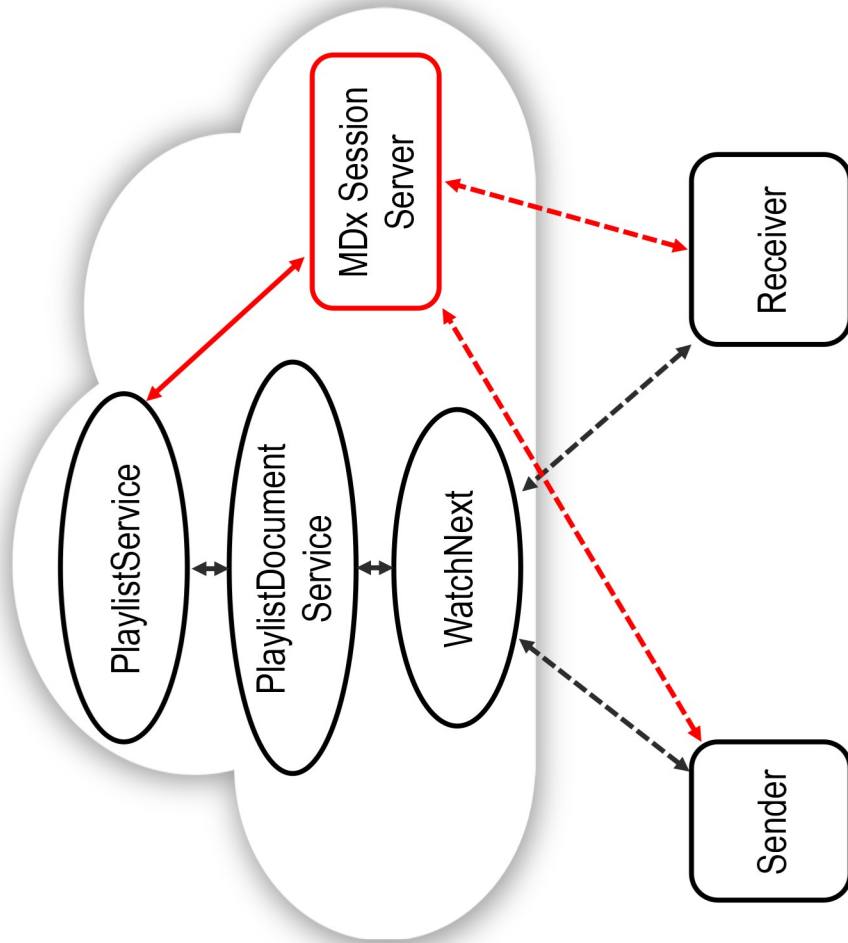 PlaylistService
PlaylistDocument
Service
WatchNext
MDx Session
Server
Sender
Receiver